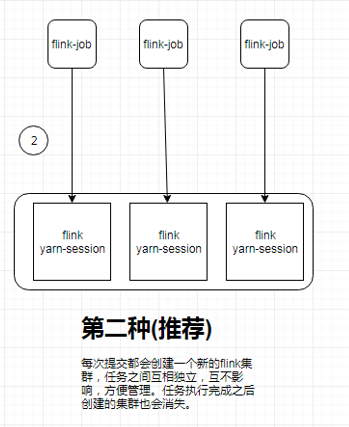 flink-job
flink-job
flink-job
2
flink
yarn-session
flink
yarn-session
flink
yarn-session
第二种(推荐)
每次提交都会创建一个新的flink集
群，任务之间互相独立，互不影
响，方便管理。任务执行完成之后
创建的集群也会消失。